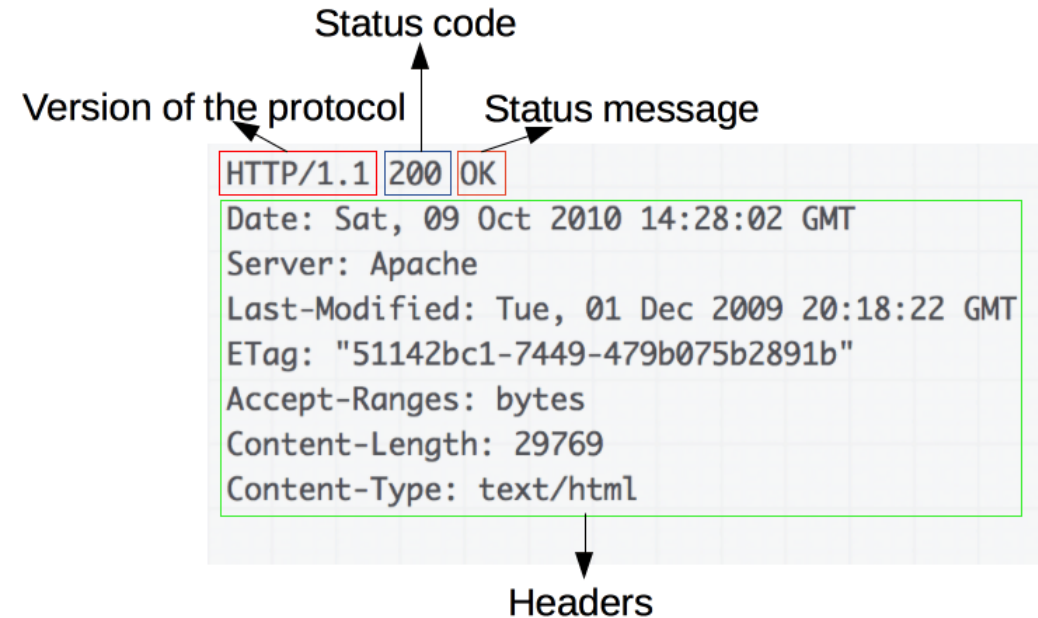 Status code
Version of the protocol
Status message
HTTP/1.1 200 OK
Date: Sat, 09 Oct 2010 14:28:02 GMT
Server: Apache
Last-Modified: Tue, 01 Dec 2009 20:18:22 GMT
ETag: "51142bc1-7449-479b075b2891b"
Accept-Ranges: bytes
Content-Length: 29769
Content-Type: text/html
Headers